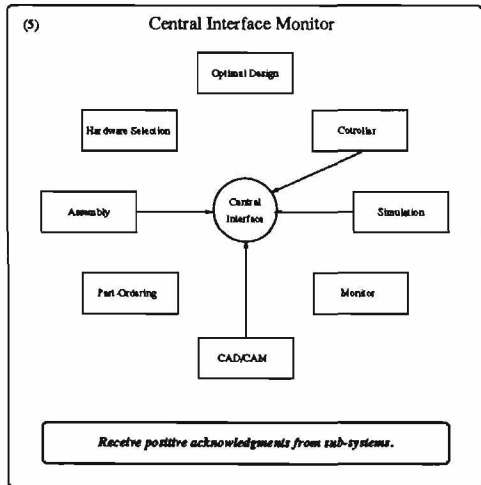 (5) Central Interface Monitor
Optimal Design
Hardware Selection
Cotroller
Assembly
Central
Interface
Simulation
Part-Ordering
Monitor
CAD/CAM
Receive positive acknowledgments from sub-systems.